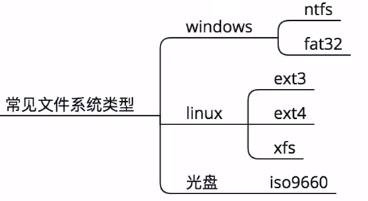 常见文件系统类型
windows
ntfs
fat32
linux
ext3
ext4
xfs
光盘
iso9660